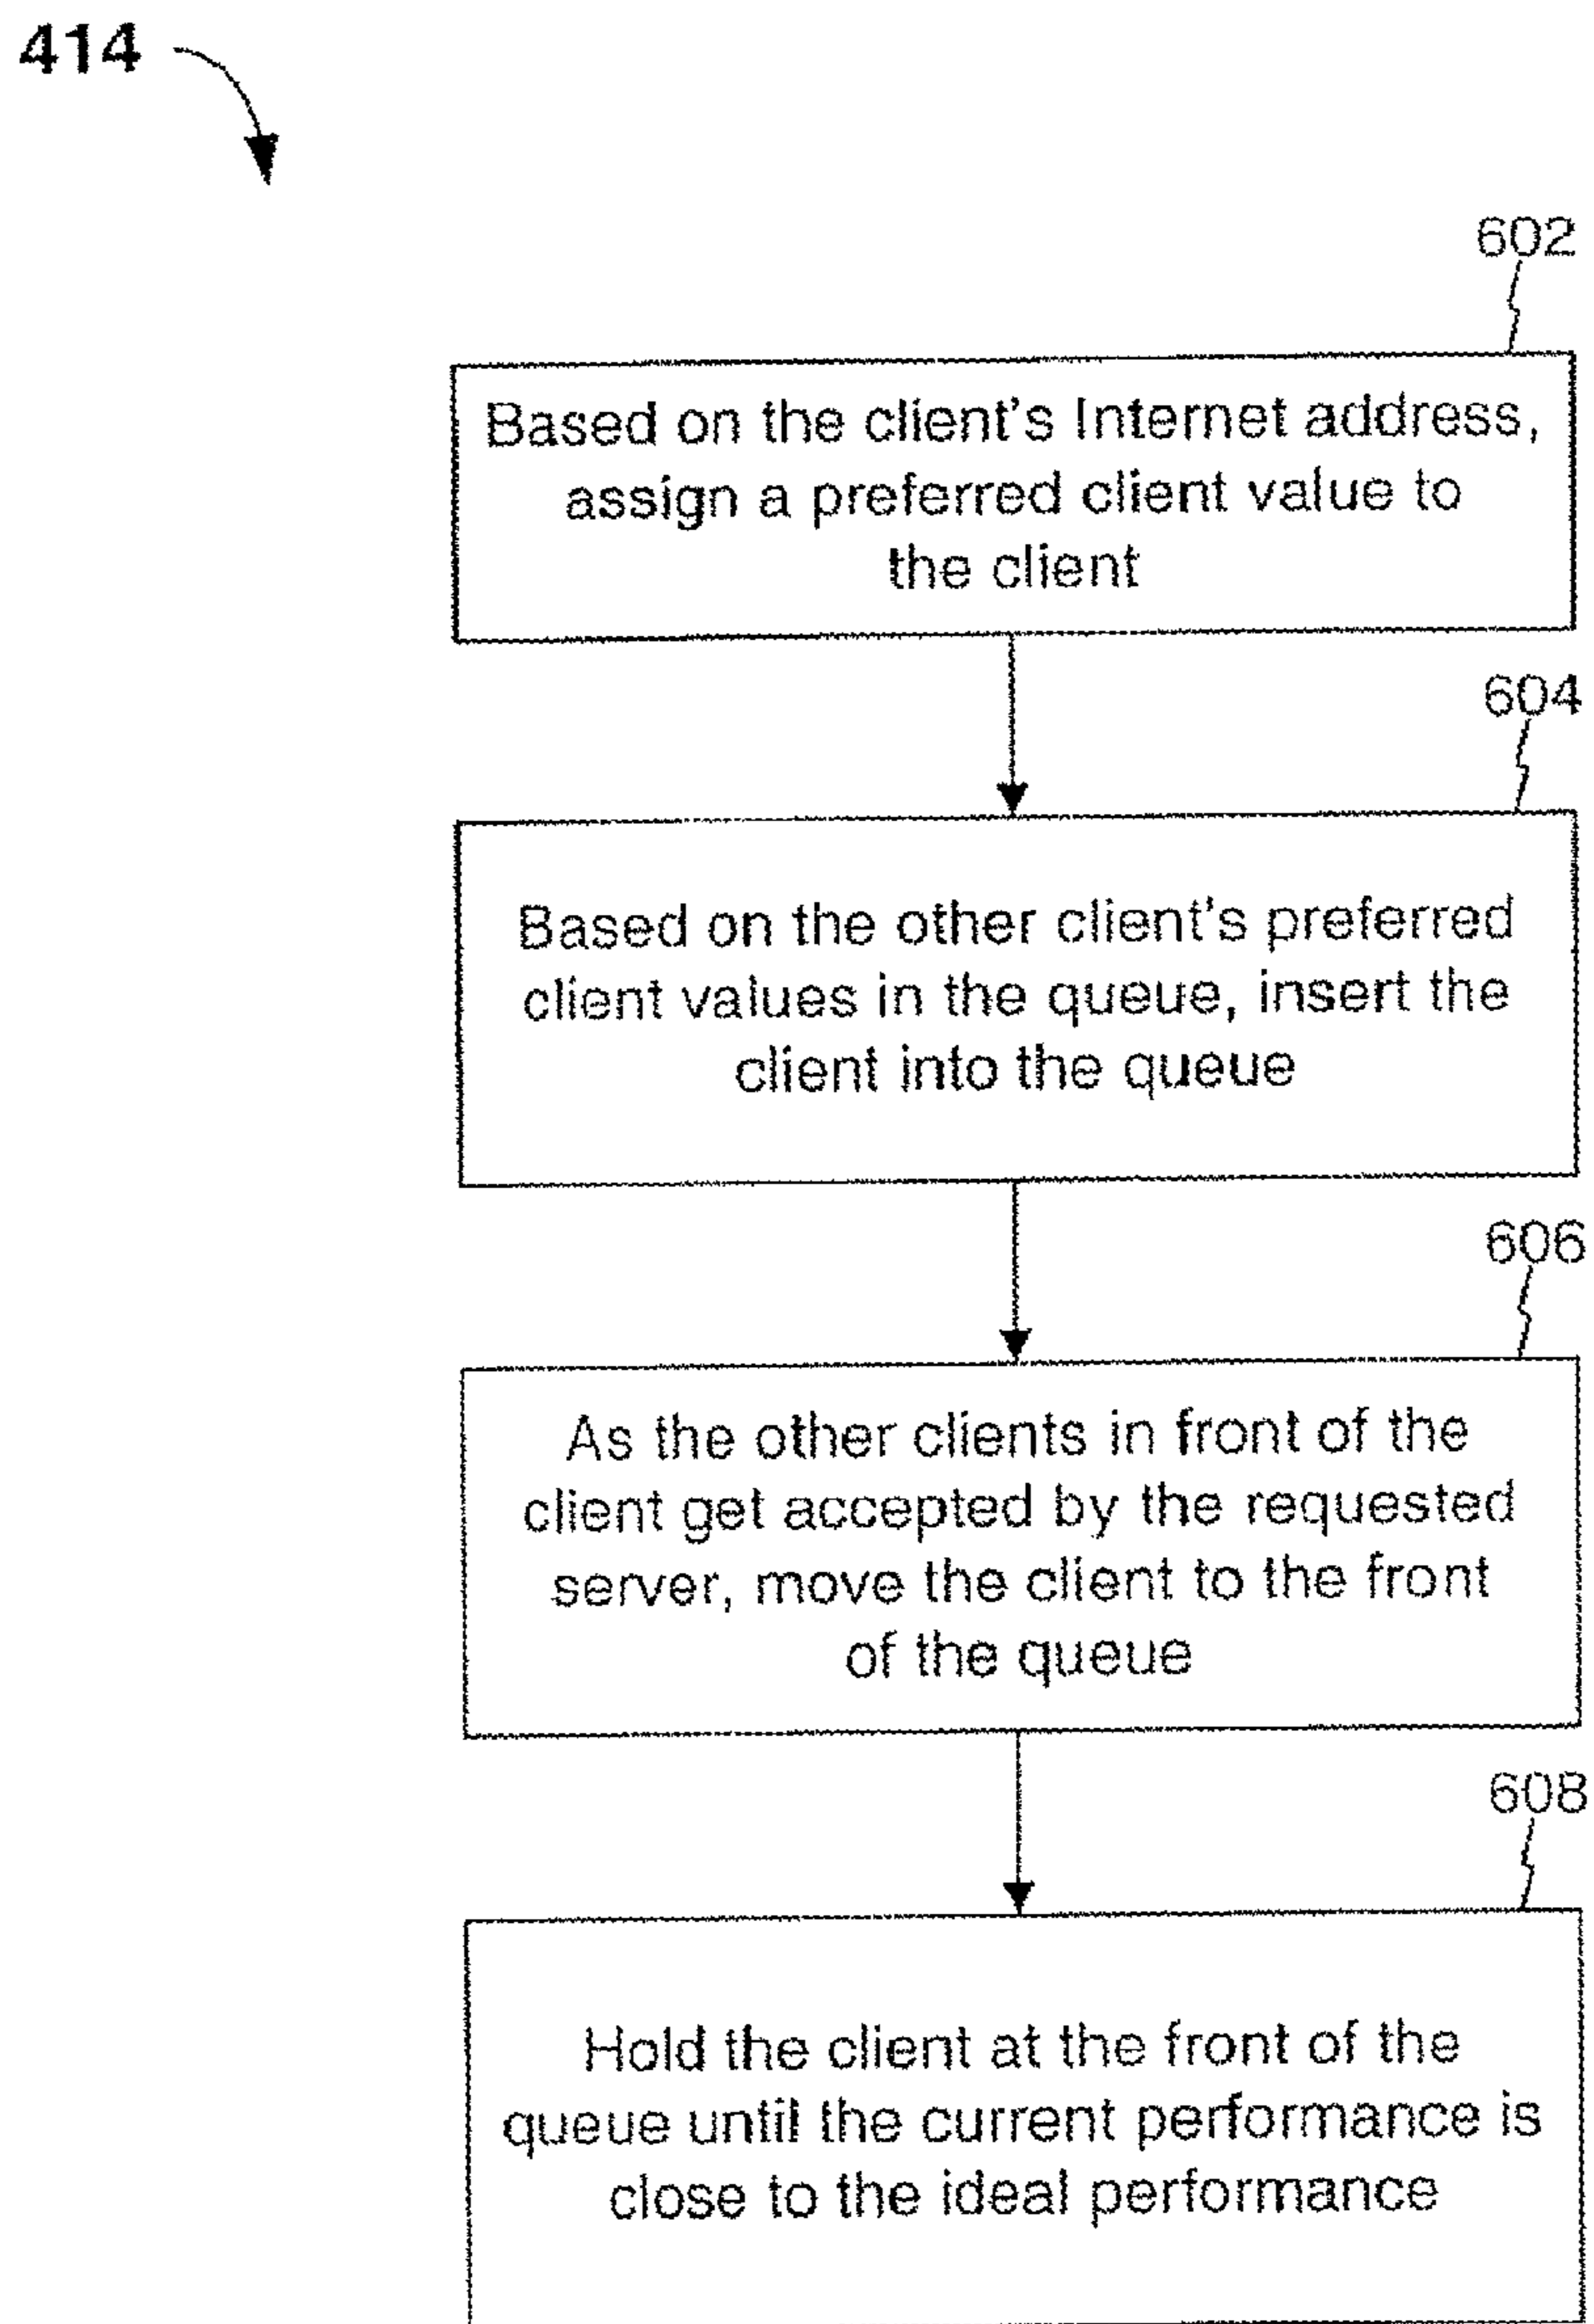 414
602
Based on the client's Internet address,
assign a preferred client value to
the client
604
Based on the other client's preferred
client values in the queue, insert the
client into the queue
606
As the other clients in front of the
client get accepted by the requested
server, move the client to the front
of the queue
608
Hold the client at the front of the
queue until the current performance is
close to the ideal performance